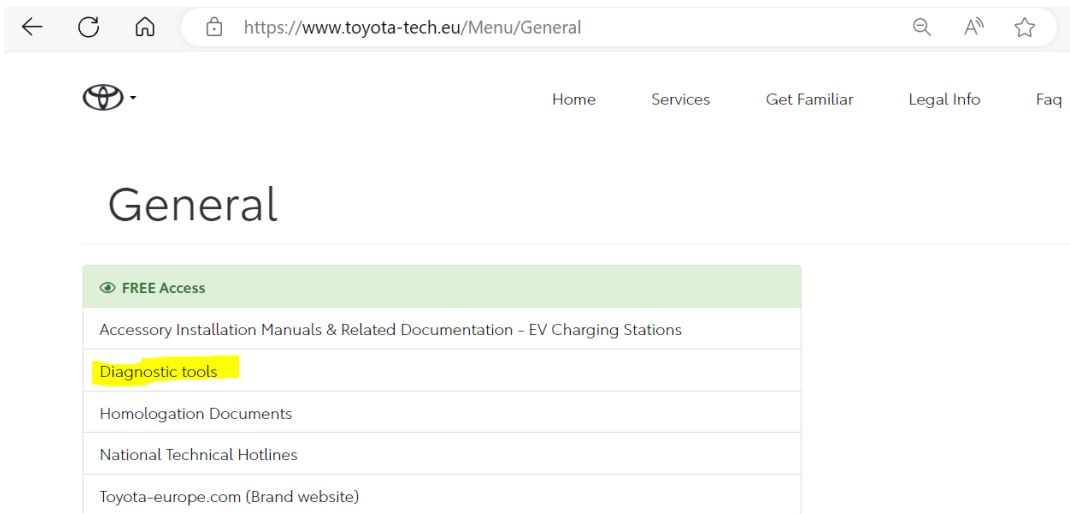 https://www.toyota-tech.eu/Menu/General
Home Services Get Familiar Legal Info Faq
General
FREE Access
Accessory Installation Manuals & Related Documentation - EV Charging Stations
Diagnostic tools
Homologation Documents
National Technical Hotlines
Toyota-europe.com (Brand website)